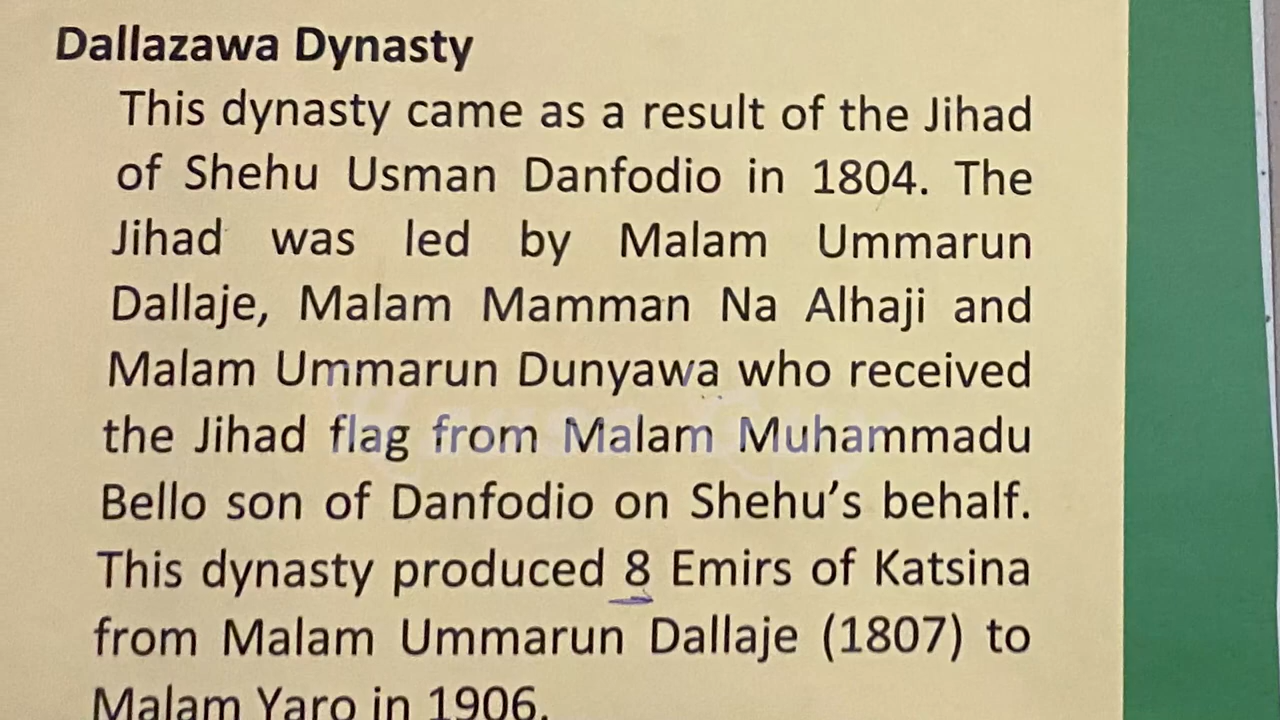 Dallazawa Dynasty
This dynasty came as a result of the Jihad
of Shehu Usman Danfodio in 1804. The
Jihad was led by Malam Ummarun
Dallaje, Malam Mamman Na Alhaji and
Malam Ummarun Dunyawa who received
the Jihad flag from Malam Muhammadu
Bello son of Danfodio on Shehu's behalf.
This dynasty produced 8 Emirs of Katsina
from Malam Ummarun Dallaje (1807) to
Malam Yaro in 1906.